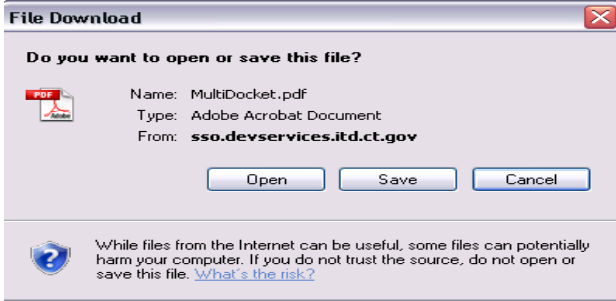 File Download
Do you want to open or save this file?
PDF
Adobe
Name: MultiDocket.pdf
Type: Adobe Acrobat Document
From: sso.devservices.itd.ct.gov
Open Save Cancel
While files from the Internet can be useful, some files can potentially
harm your computer. If you do not trust the source, do not open or
save this file. What's the risk?